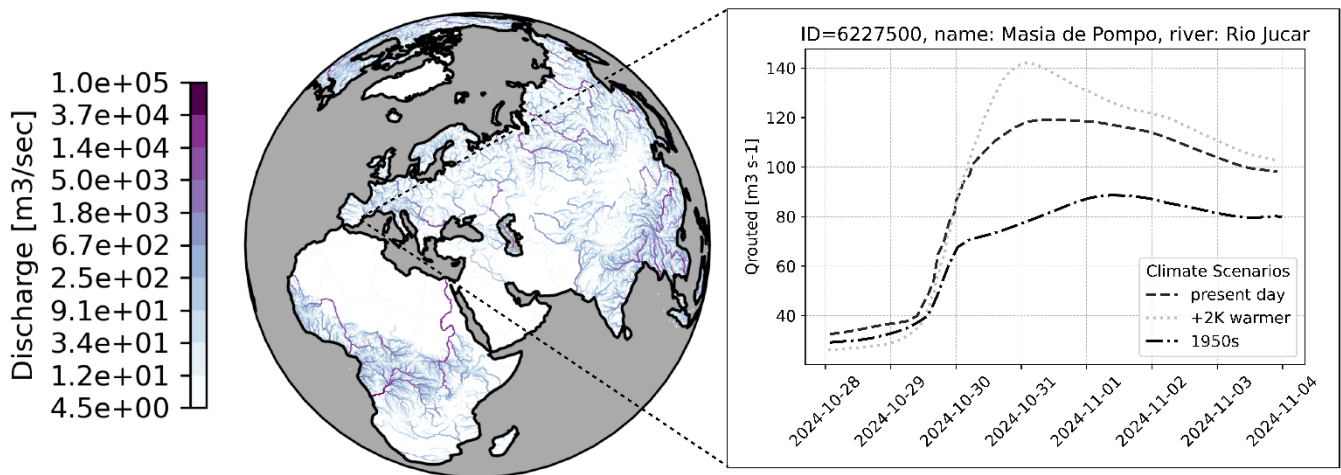 Discharge [m3/sec]
1.0e+05
3.7e+04
1.4e+04
5.0e+03
1.8e+03
6.7e+02
2.5e+02
9.1e+01
3.4e+01
1.2e+01
4.5e+00
ID=6227500, name: Masia de Pompo, river: Rio Jucar
Qrouted [m3 s-1]
140
120
100
80
60
40
Climate Scenarios
present day
+2K warmer
1950s
2024-10-28
2024-10-29
2024-10-30
2024-10-31
2024-11-01
2024-11-02
2024-11-03
2024-11-04